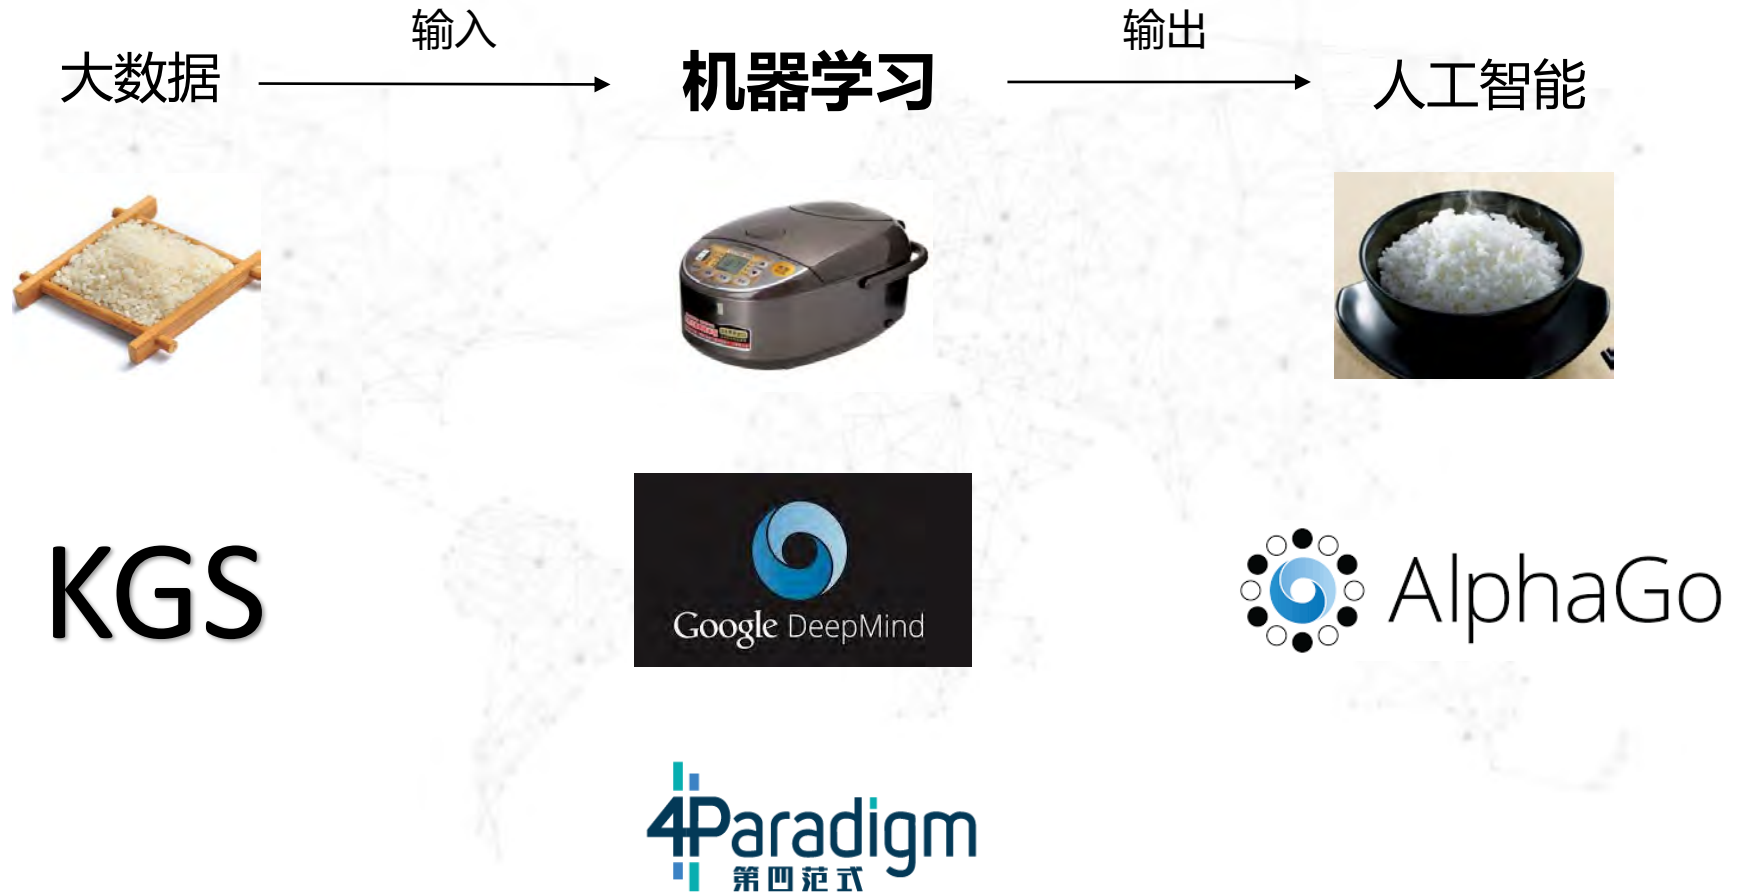 输入
输出
大数据
机器学习
人工智能
KGS
Google DeepMind
AlphaGo
4Paradigm
第四范式